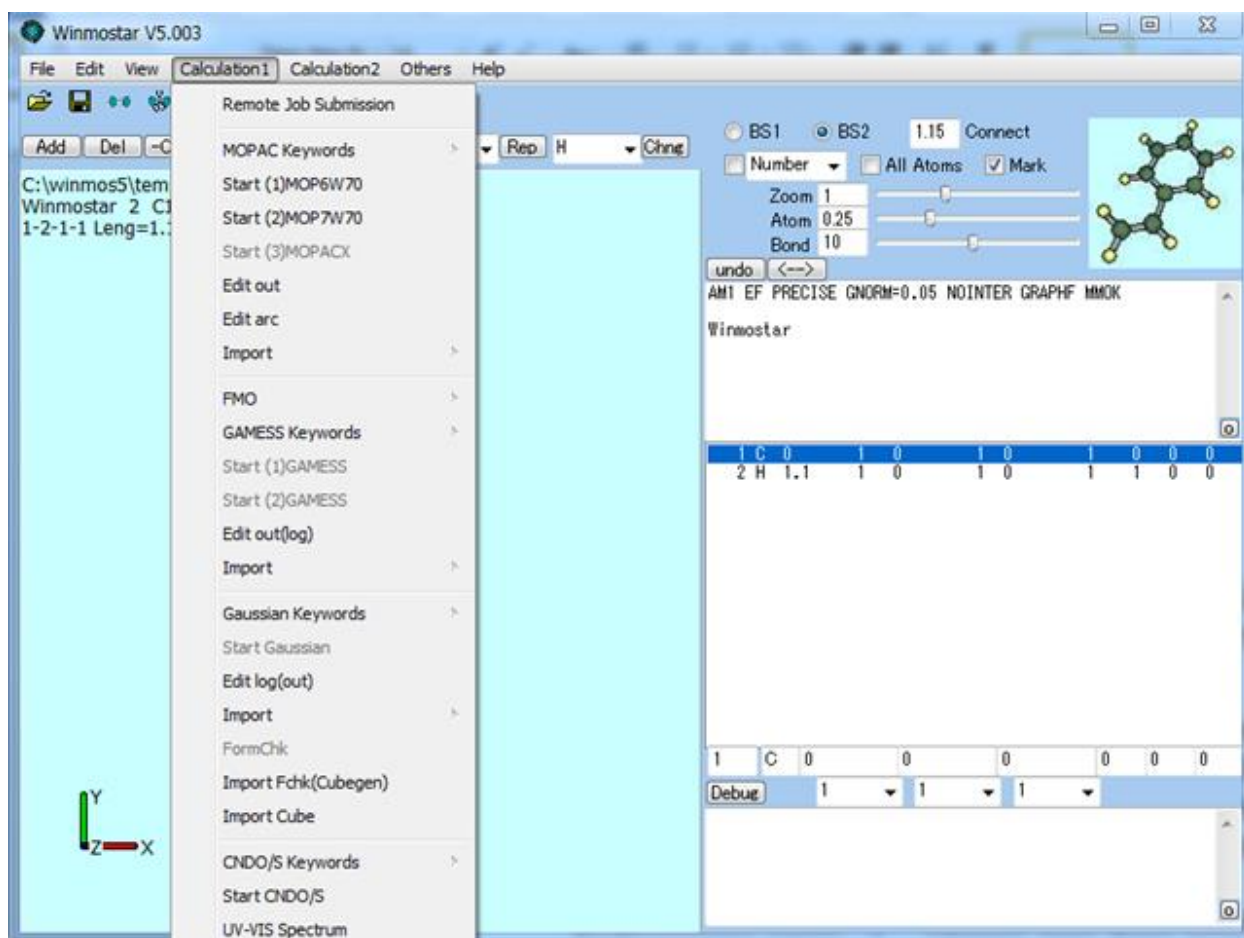 Winmostar V5.003
File Edit View Calculation1 Calculation2 Others Help
Remote Job Submission
MOPAC Keywords
Start (1)MOP6W70
Start (2)MOP7W70
Start (3)MOPACX
Edit out
Edit arc
Import
FMO
GAMESS Keywords
Start (1)GAMESS
Start (2)GAMESS
Edit out(log)
Import
Gaussian Keywords
Start Gaussian
Edit log(out)
Import
FormChk
Import Fchk(Cubegen)
Import Cube
CNDO/S Keywords
Start CNDO/S
UV-VIS Spectrum
Add Del -C
Rep H Chng
C:\winmos5\tem
Winmostar 2 C1
1-2-1-1 Leng=1.
Y
Z X
BS1 BS2 1.15 Connect
Number All Atoms Mark
Zoom 1
Atom 0.25
Bond 10
undo <-->
AM1 EF PRECISE GNORM=0.05 NOINTER GRAPHF MMOK
Winmostar
o
1 C 0 1 0 1 0 1 0 0 0
2 H 1.1 1 0 1 0 1 1 0 0
1 C 0 0 0 0 0 0
Debug 1 1 1
o